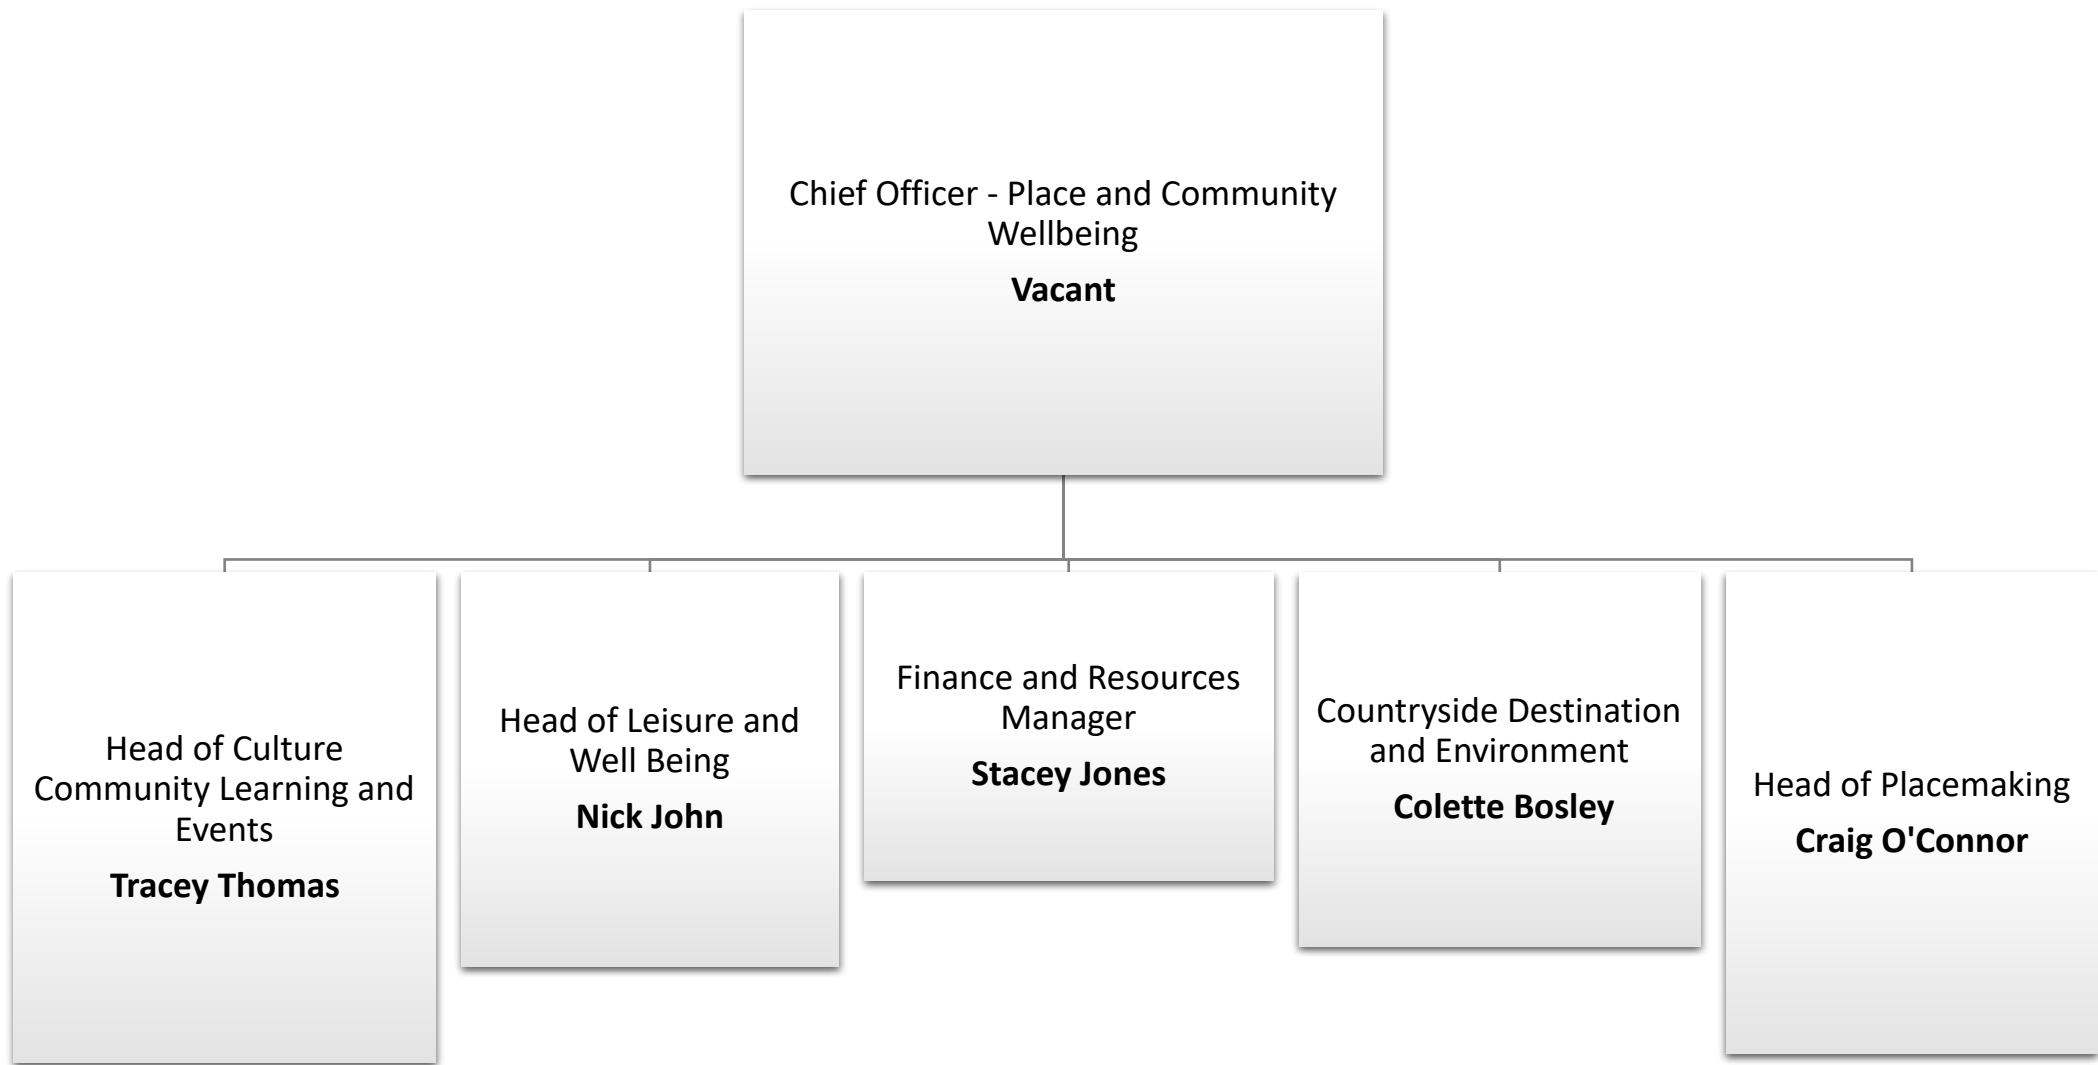 Chief Officer - Place and Community
Wellbeing
Vacant
Head of Culture
Community Learning and
Events
Tracey Thomas
Head of Leisure and
Well Being
Nick John
Finance and Resources
Manager
Stacey Jones
Countryside Destination
and Environment
Colette Bosley
Head of Placemaking
Craig O'Connor